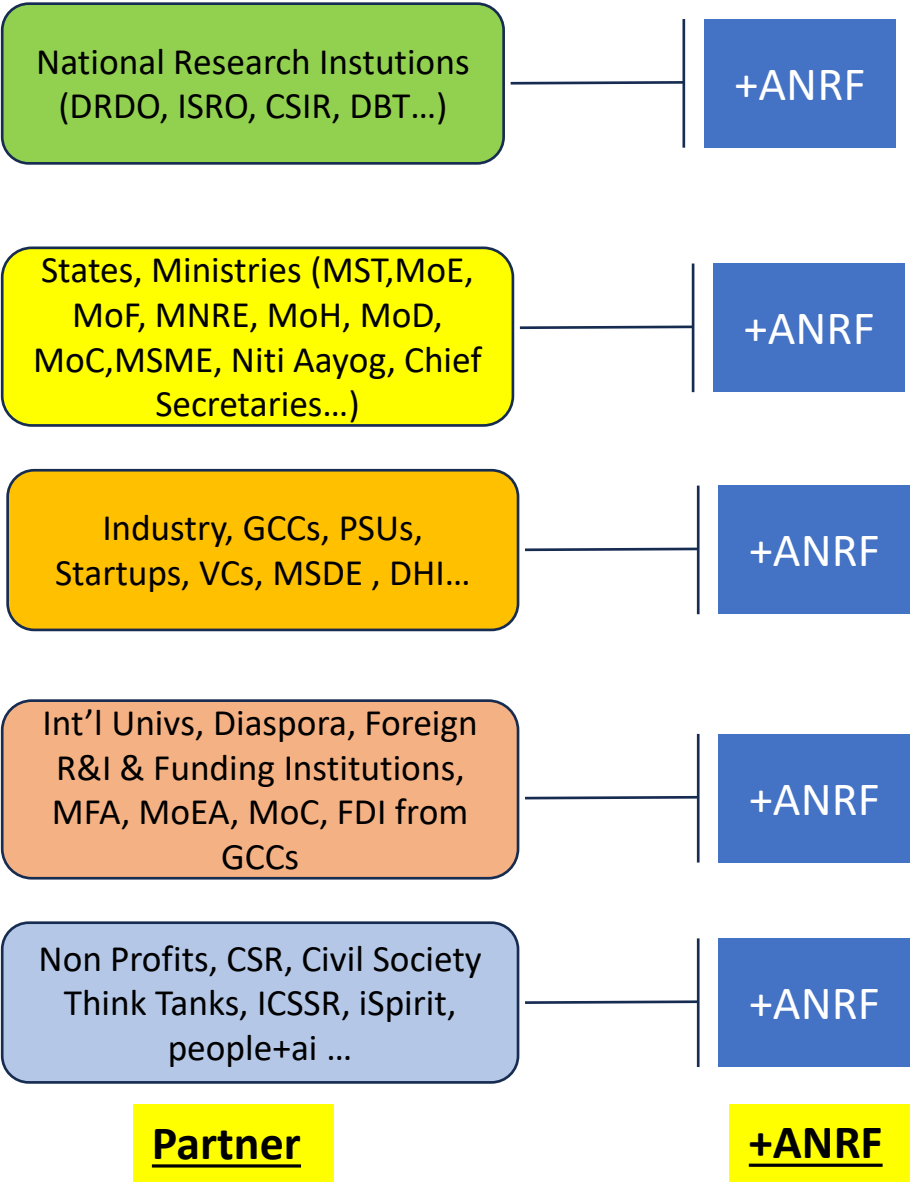 National Research Instutions
(DRDO, ISRO, CSIR, DBT…)
+ANRF
States, Ministries (MST,MoE,
MoF, MNRE, MoH, MoD,
MoC,MSME, Niti Aayog, Chief
Secretaries…)
+ANRF
Industry, GCCs, PSUs,
Startups, VCs, MSDE , DHI…
+ANRF
Int’l Univs, Diaspora, Foreign
R&I & Funding Institutions,
MFA, MoEA, MoC, FDI from
GCCs
+ANRF
Non Profits, CSR, Civil Society
Think Tanks, ICSSR, iSpirit,
people+ai …
+ANRF
Partner
+ANRF